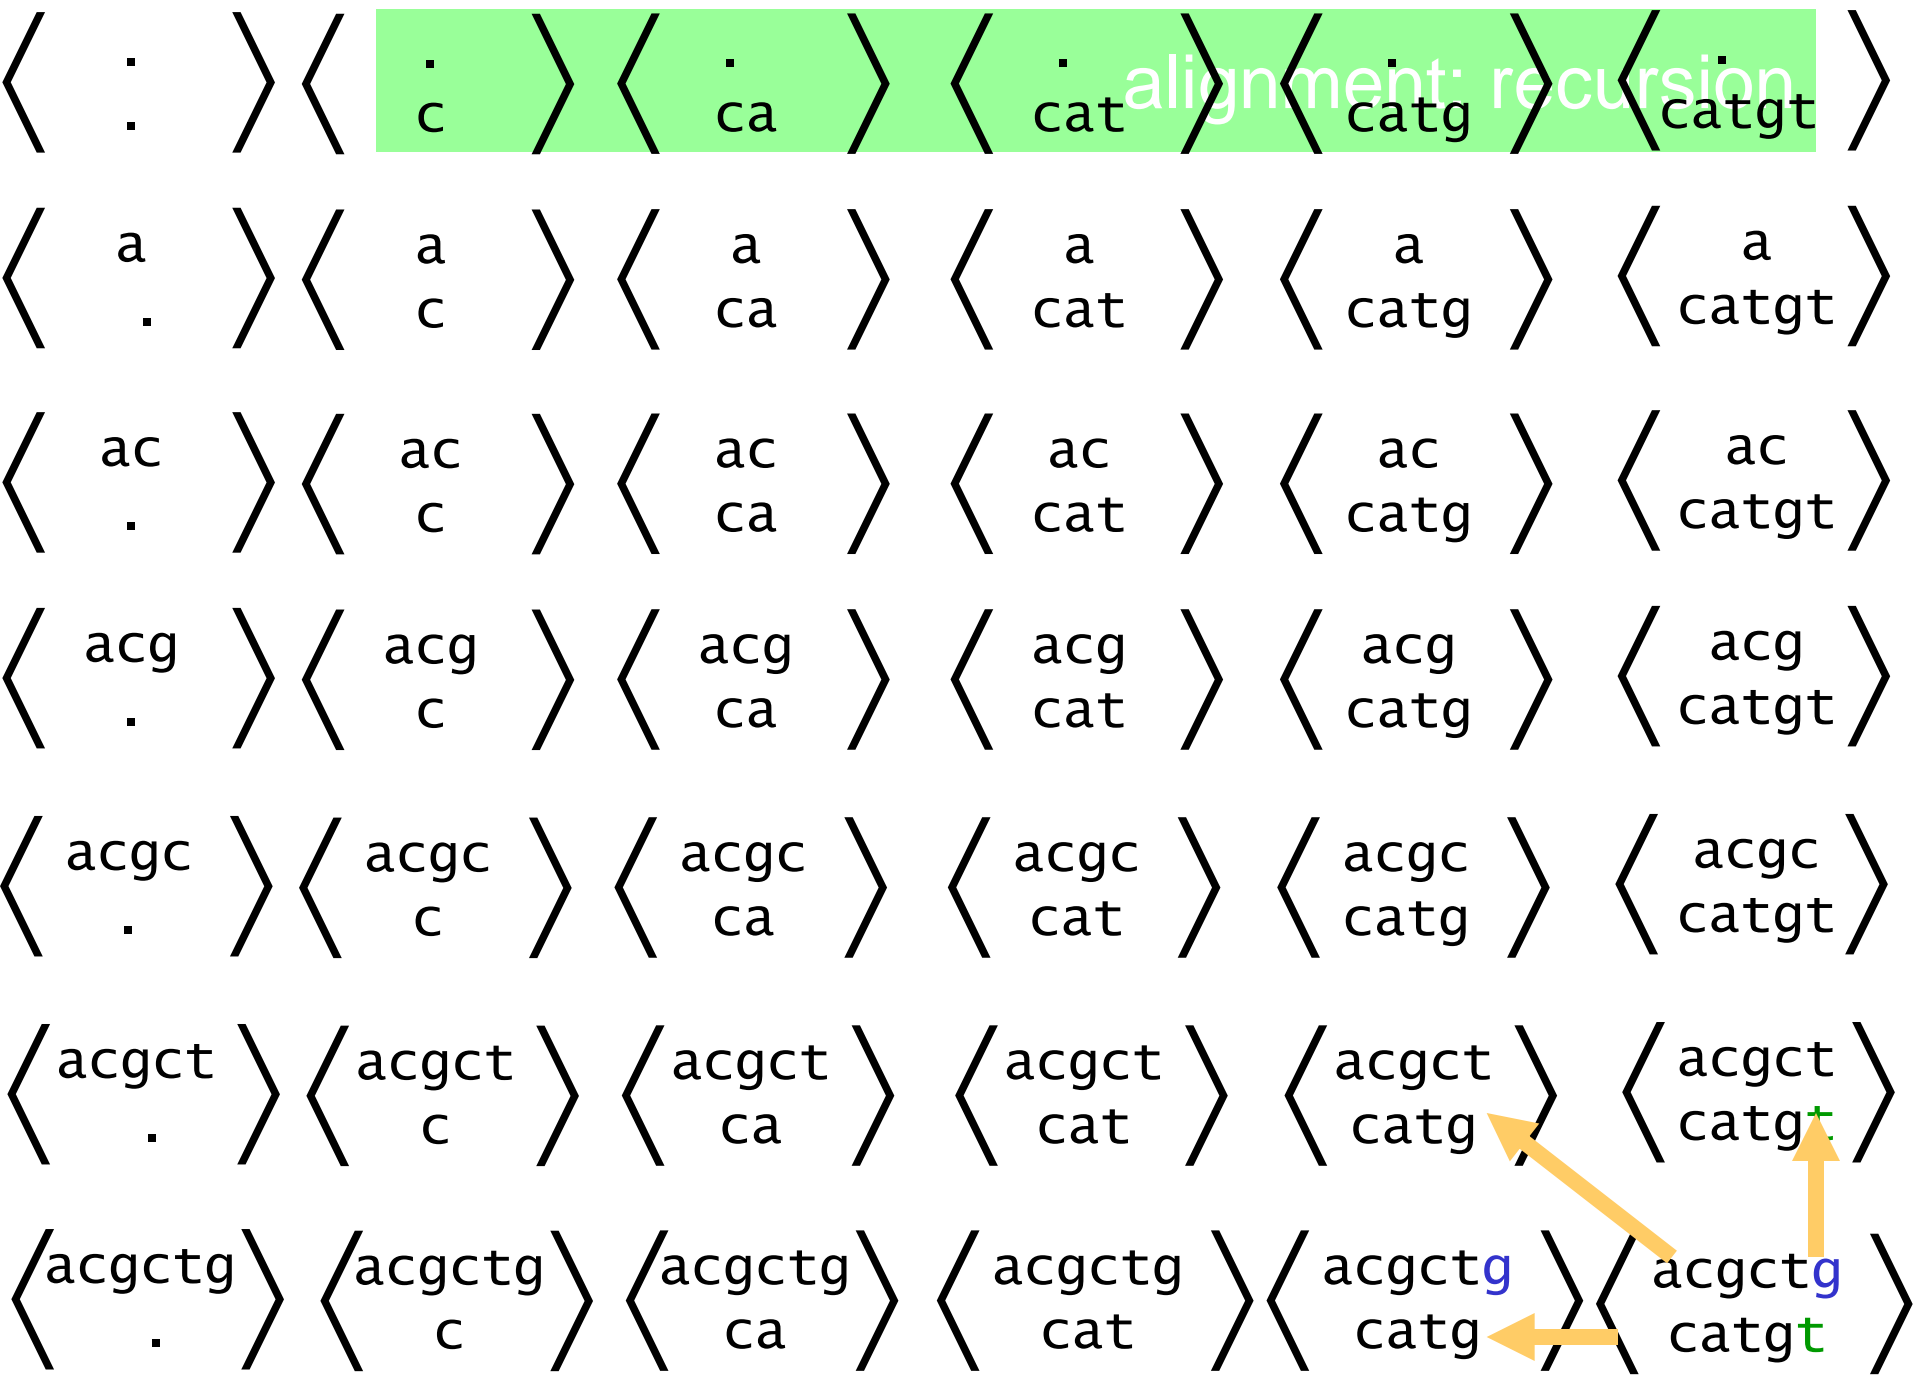 alignment: recursion
. . . . . .
. c ca cat catg catgt
a a a a a a
. c ca cat catg catgt
ac ac ac ac ac ac
. c ca cat catg catgt
acg acg acg acg acg acg
. c ca cat catg catgt
acgc acgc acgc acgc acgc acgc
. c ca cat catg catgt
acgct acgct acgct acgct acgct acgct
. c ca cat catg catgt
acgctg acgctg acgctg acgctg acgctg acgctg
. c ca cat catg catgt